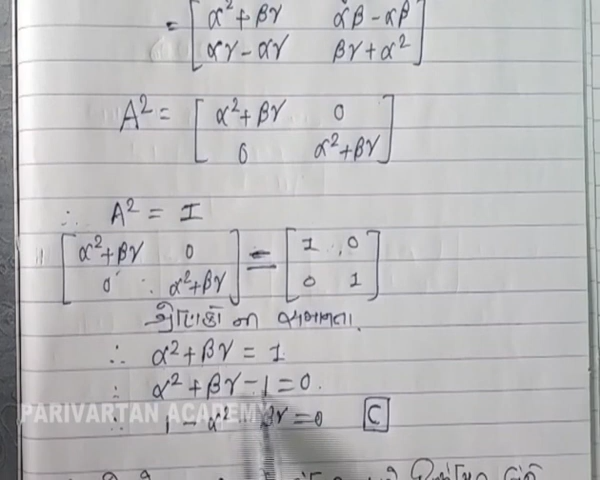 = [ α² + βγ   αβ - αβ
αγ - αγ   βγ + α² ]
A² = [ α² + βγ   0
0   α² + βγ ]
∴ A² = I
[ α² + βγ   0
0   α² + βγ ] = [ 1   0
0   1 ]
∴ α² + βγ = 1
∴ α² + βγ - 1 = 0.
PARIVARTAN ACADEMY
∴ 1 - α² - βγ = 0   C